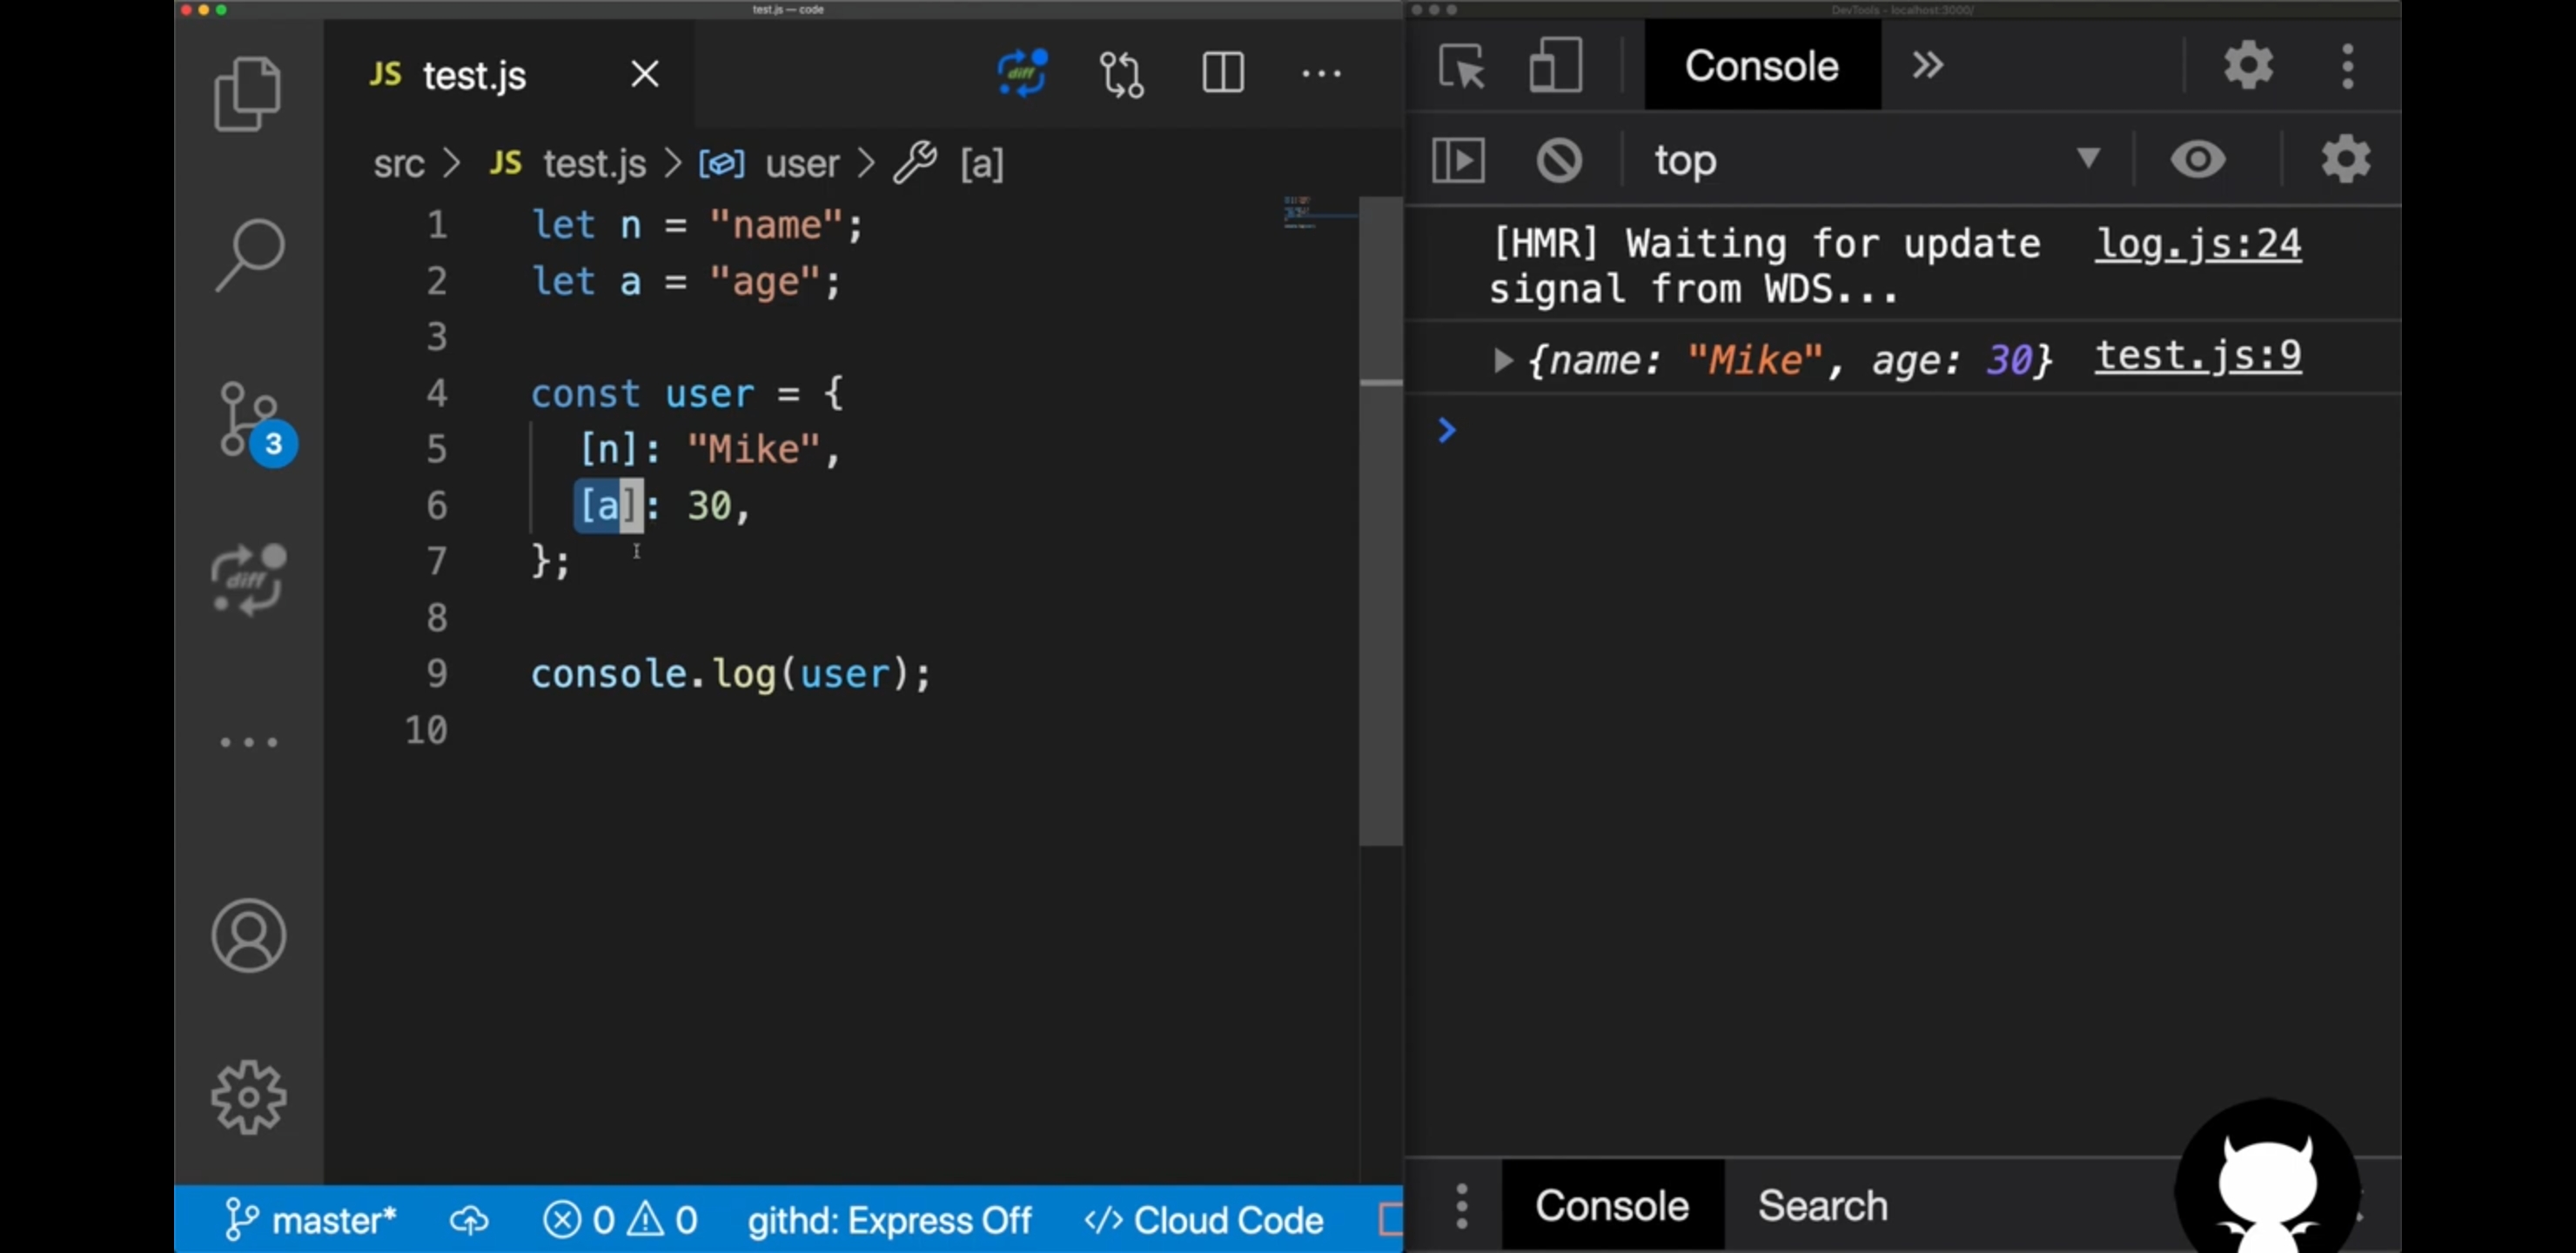 test.js — code
JS test.js
diff
src > JS test.js > user > [a]
1 let n = "name";
2 let a = "age";
3
4 const user = {
5 [n]: "Mike",
6 [a]: 30,
7 };
8
9 console.log(user);
10
3
diff
master* 0 0 githd: Express Off </> Cloud Code
DevTools - localhost:3000/
Console »
top
[HMR] Waiting for update log.js:24
signal from WDS...
{name: "Mike", age: 30} test.js:9
>
Console Search